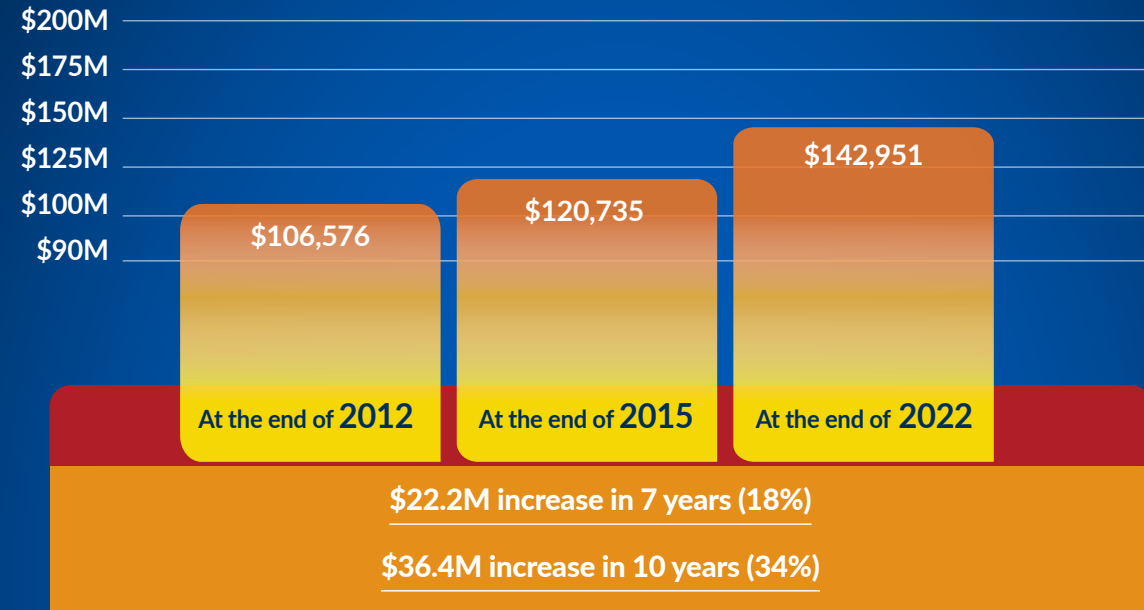 $200M
$175M
$150M
$125M
$100M
$90M
$106,576
$120,735
$142,951
At the end of 2012
At the end of 2015
At the end of 2022
$22.2M increase in 7 years (18%)
$36.4M increase in 10 years (34%)